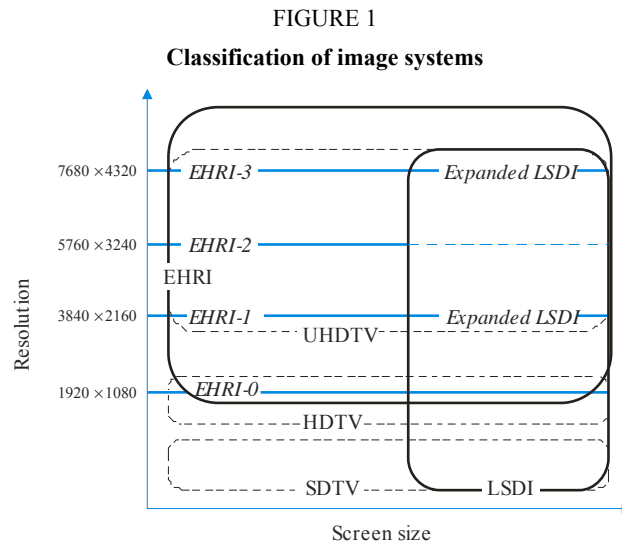 FIGURE 1
Classification of image systems
7680 ×4320
EHRI-3
Expanded LSDI
5760 ×3240
EHRI-2
EHRI
3840 ×2160
EHRI-1
Expanded LSDI
UHDTV
1920 ×1080
EHRI-0
HDTV
SDTV
LSDI
Resolution
Screen size